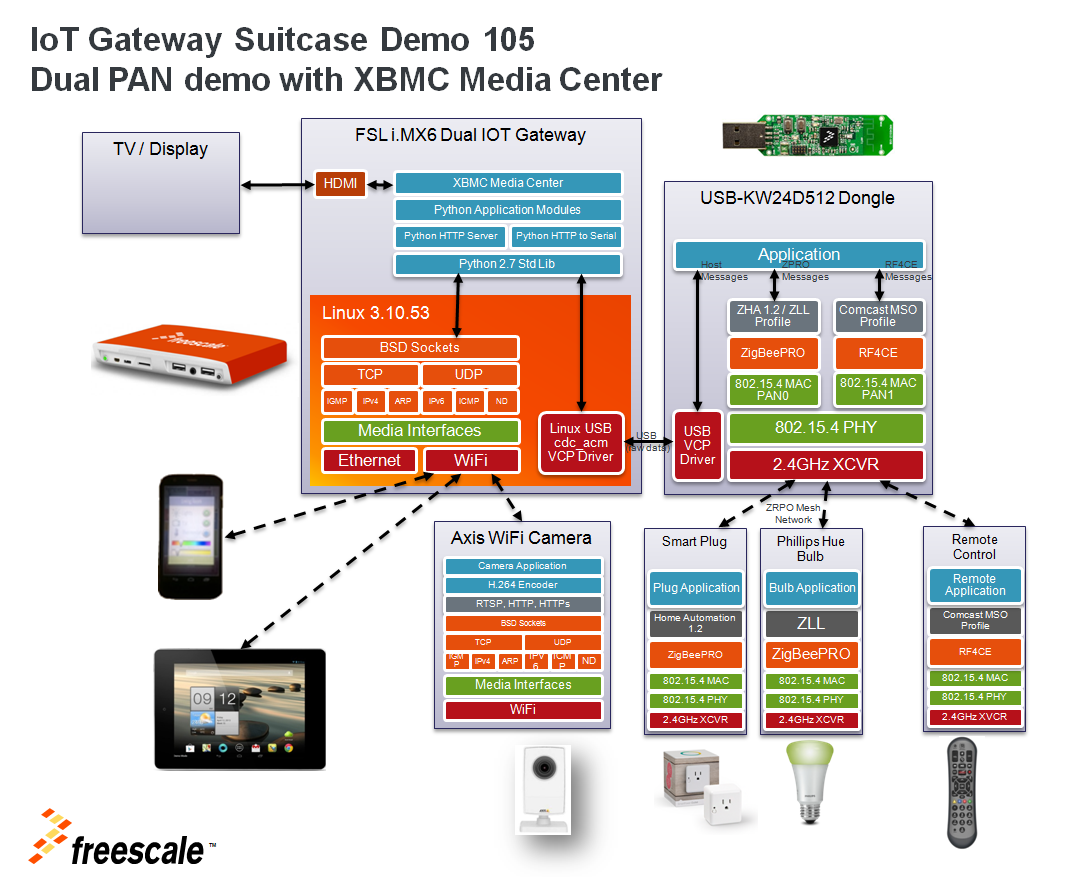 IoT Gateway Suitcase Demo 105
Dual PAN demo with XBMC Media Center
TV / Display
FSL i.MX6 Dual IOT Gateway
HDMI
XBMC Media Center
Python Application Modules
Python HTTP Server
Python HTTP to Serial
Python 2.7 Std Lib
Linux 3.10.53
BSD Sockets
TCP
UDP
IGMP
IPv4
ARP
IPv6
ICMP
ND
Media Interfaces
Ethernet
WiFi
Linux USB
cdc_acm
VCP Driver
USB
(raw data)
USB-KW24D512 Dongle
Application
Host
Messages
ZPRO
Messages
RF4CE
Messages
ZHA 1.2 / ZLL
Profile
Comcast MSO
Profile
ZigBeePRO
RF4CE
802.15.4 MAC
PAN0
802.15.4 MAC
PAN1
USB
VCP
Driver
802.15.4 PHY
2.4GHz XCVR
ZRPO Mesh
Network
freescale
Axis WiFi Camera
Camera Application
H.264 Encoder
RTSP, HTTP, HTTPs
BSD Sockets
TCP
UDP
IGM
P
IPv4
ARP
IPV
6
ICM
P
ND
Media Interfaces
WiFi
Smart Plug
Plug Application
Home Automation
1.2
ZigBeePRO
802.15.4 MAC
802.15.4 PHY
2.4GHz XCVR
Phillips Hue
Bulb
Bulb Application
ZLL
ZigBeePRO
802.15.4 MAC
802.15.4 PHY
2.4GHz XCVR
Remote
Control
Remote
Application
Comcast MSO
Profile
RF4CE
802.15.4 MAC
802.15.4 PHY
2.4GHz XVCR
09 12
freescale ™